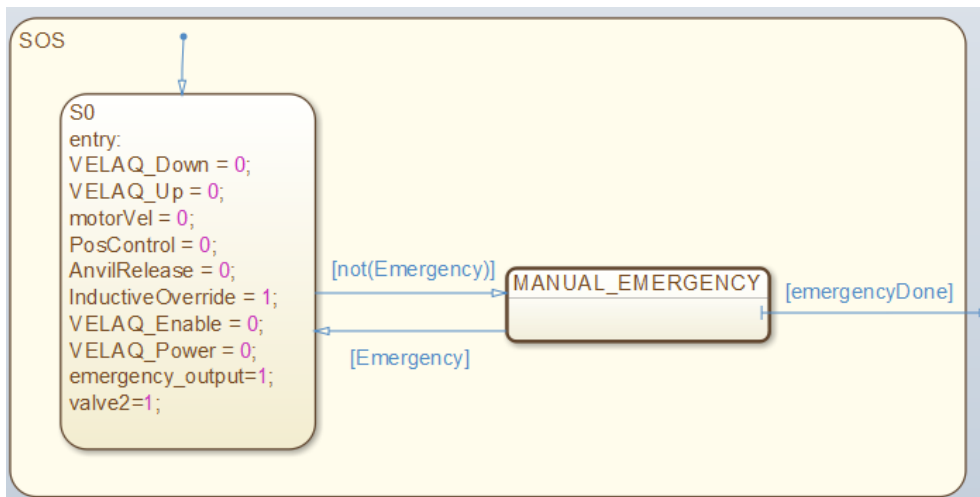 SOS
S0
entry:
VELAQ_Down = 0;
VELAQ_Up = 0;
motorVel = 0;
PosControl = 0;
AnvilRelease = 0;
InductiveOverride = 1;
VELAQ_Enable = 0;
VELAQ_Power = 0;
emergency_output=1;
valve2=1;
[not(Emergency)]
[Emergency]
MANUAL_EMERGENCY
[emergencyDone]